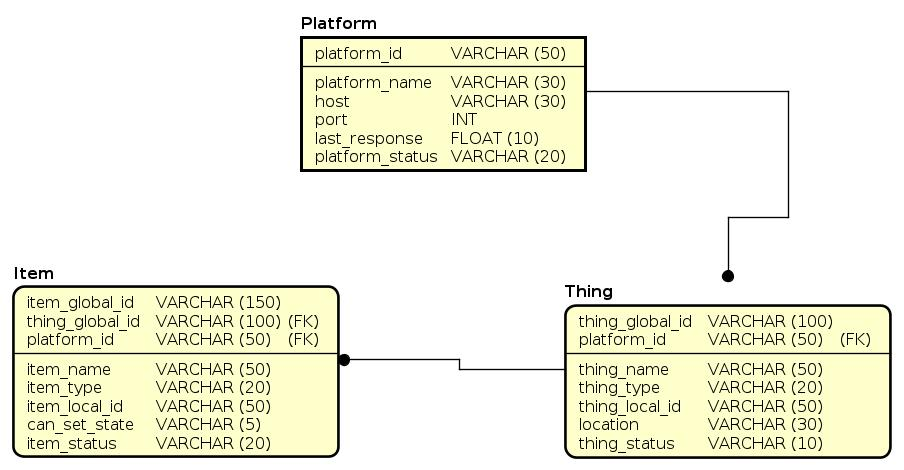 Platform
platform_id VARCHAR (50)
platform_name VARCHAR (30)
host VARCHAR (30)
port INT
last_response FLOAT (10)
platform_status VARCHAR (20)
Item
item_global_id VARCHAR (150)
thing_global_id VARCHAR (100) (FK)
platform_id VARCHAR (50) (FK)
item_name VARCHAR (50)
item_type VARCHAR (20)
item_local_id VARCHAR (50)
can_set_state VARCHAR (5)
item_status VARCHAR (20)
Thing
thing_global_id VARCHAR (100)
platform_id VARCHAR (50) (FK)
thing_name VARCHAR (50)
thing_type VARCHAR (20)
thing_local_id VARCHAR (50)
location VARCHAR (30)
thing_status VARCHAR (10)